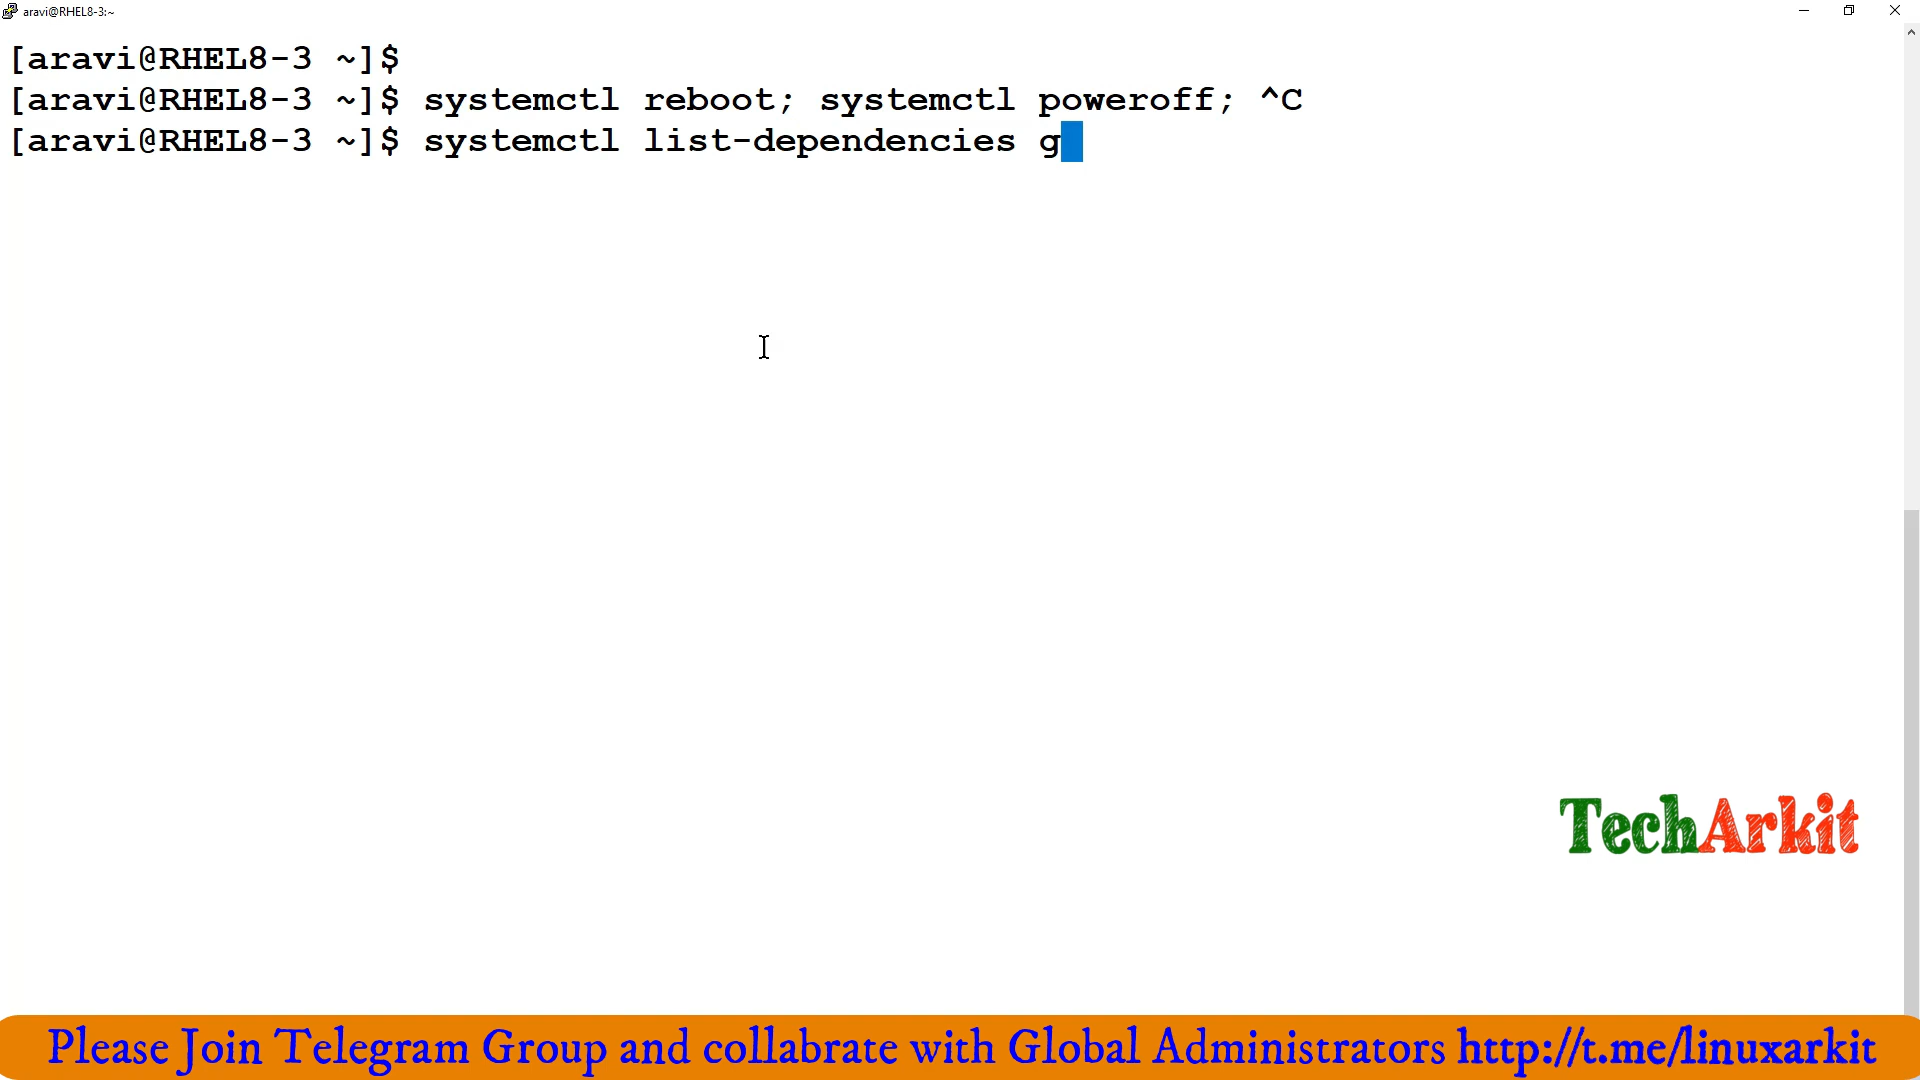 aravi@RHEL8-3:~
[aravi@RHEL8-3 ~]$
[aravi@RHEL8-3 ~]$ systemctl reboot; systemctl poweroff; ^C
[aravi@RHEL8-3 ~]$ systemctl list-dependencies g
TechArkit
Please Join Telegram Group and collabrate with Global Administrators http://t.me/linuxarkit